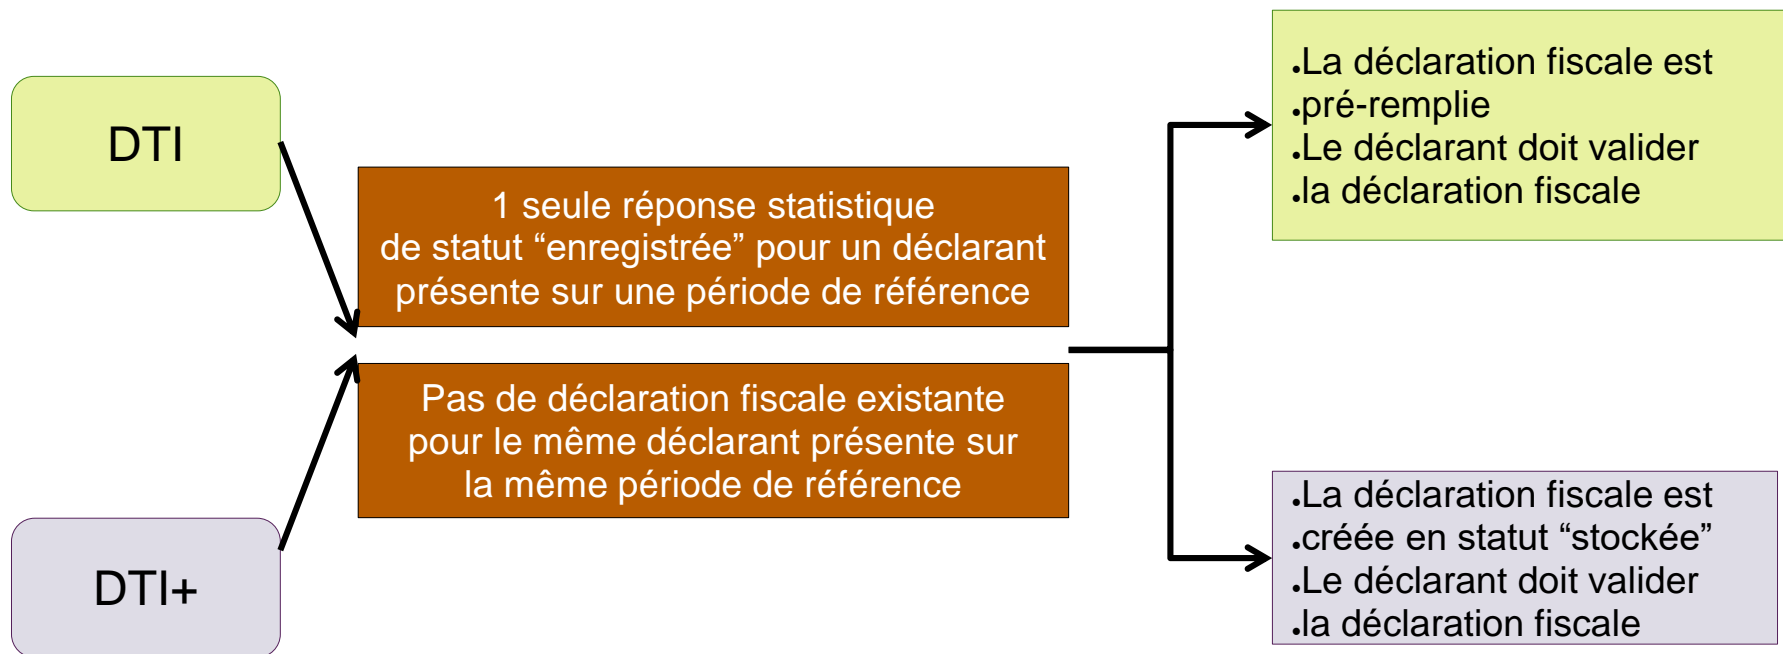 DTI
1 seule réponse statistique
de statut “enregistrée” pour un déclarant
présente sur une période de référence
Pas de déclaration fiscale existante
pour le même déclarant présente sur
la même période de référence
DTI+
•La déclaration fiscale est
•pré-remplie
•Le déclarant doit valider
•la déclaration fiscale
•La déclaration fiscale est
•créée en statut “stockée”
•Le déclarant doit valider
•la déclaration fiscale